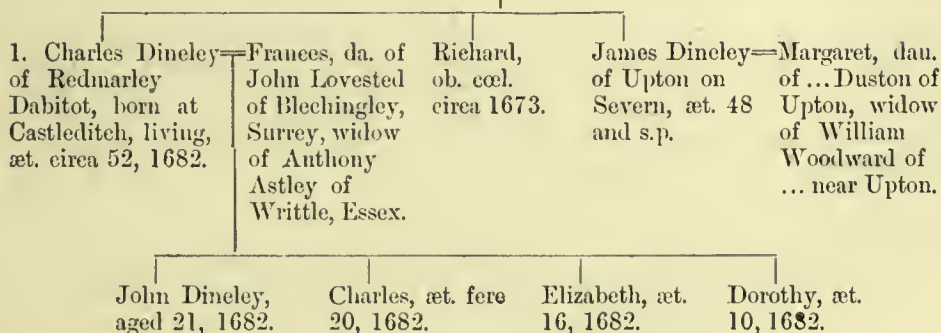 1. Charles Dineley=Frances, da. of
of Redmarley John Lovested
Dabitot, born at of Blechingley,
Castleditch, living, Surrey, widow
æt. circa 52, 1682. of Anthony
Astley of
Writtle, Essex.
Richard,
ob. cœl.
circa 1673.
James Dineley=Margaret, dau.
of Upton on of ... Duston of
Severn, æt. 48 Upton, widow
and s.p. of William
Woodward of
... near Upton.
John Dineley,
aged 21, 1682.
Charles, æt. fere
20, 1682.
Elizabeth, æt.
16, 1682.
Dorothy, æt.
10, 1682.